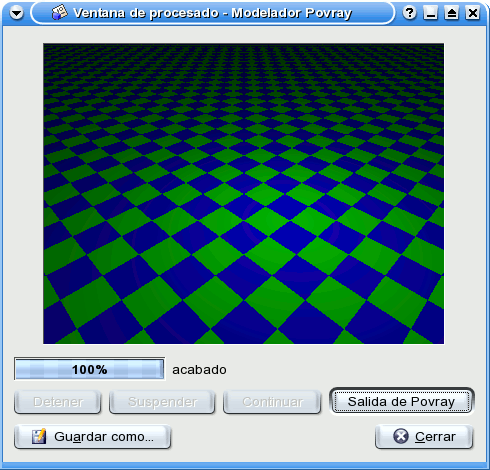 Ventana de procesado - Modelador Povray
100% acabado
Detener Suspender Continuar Salida de Povray
Guardar como... Cerrar